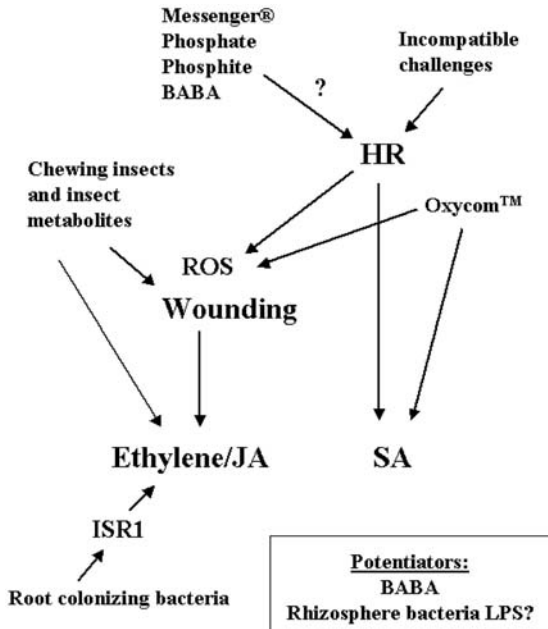 Messenger®
Phosphate
Phosphite
BABA
?
Incompatible
challenges
HR
Chewing insects
and insect
metabolites
Oxycom™
ROS
Wounding
Ethylene/JA
SA
ISR1
Root colonizing bacteria
Potentiators:
BABA
Rhizosphere bacteria LPS?